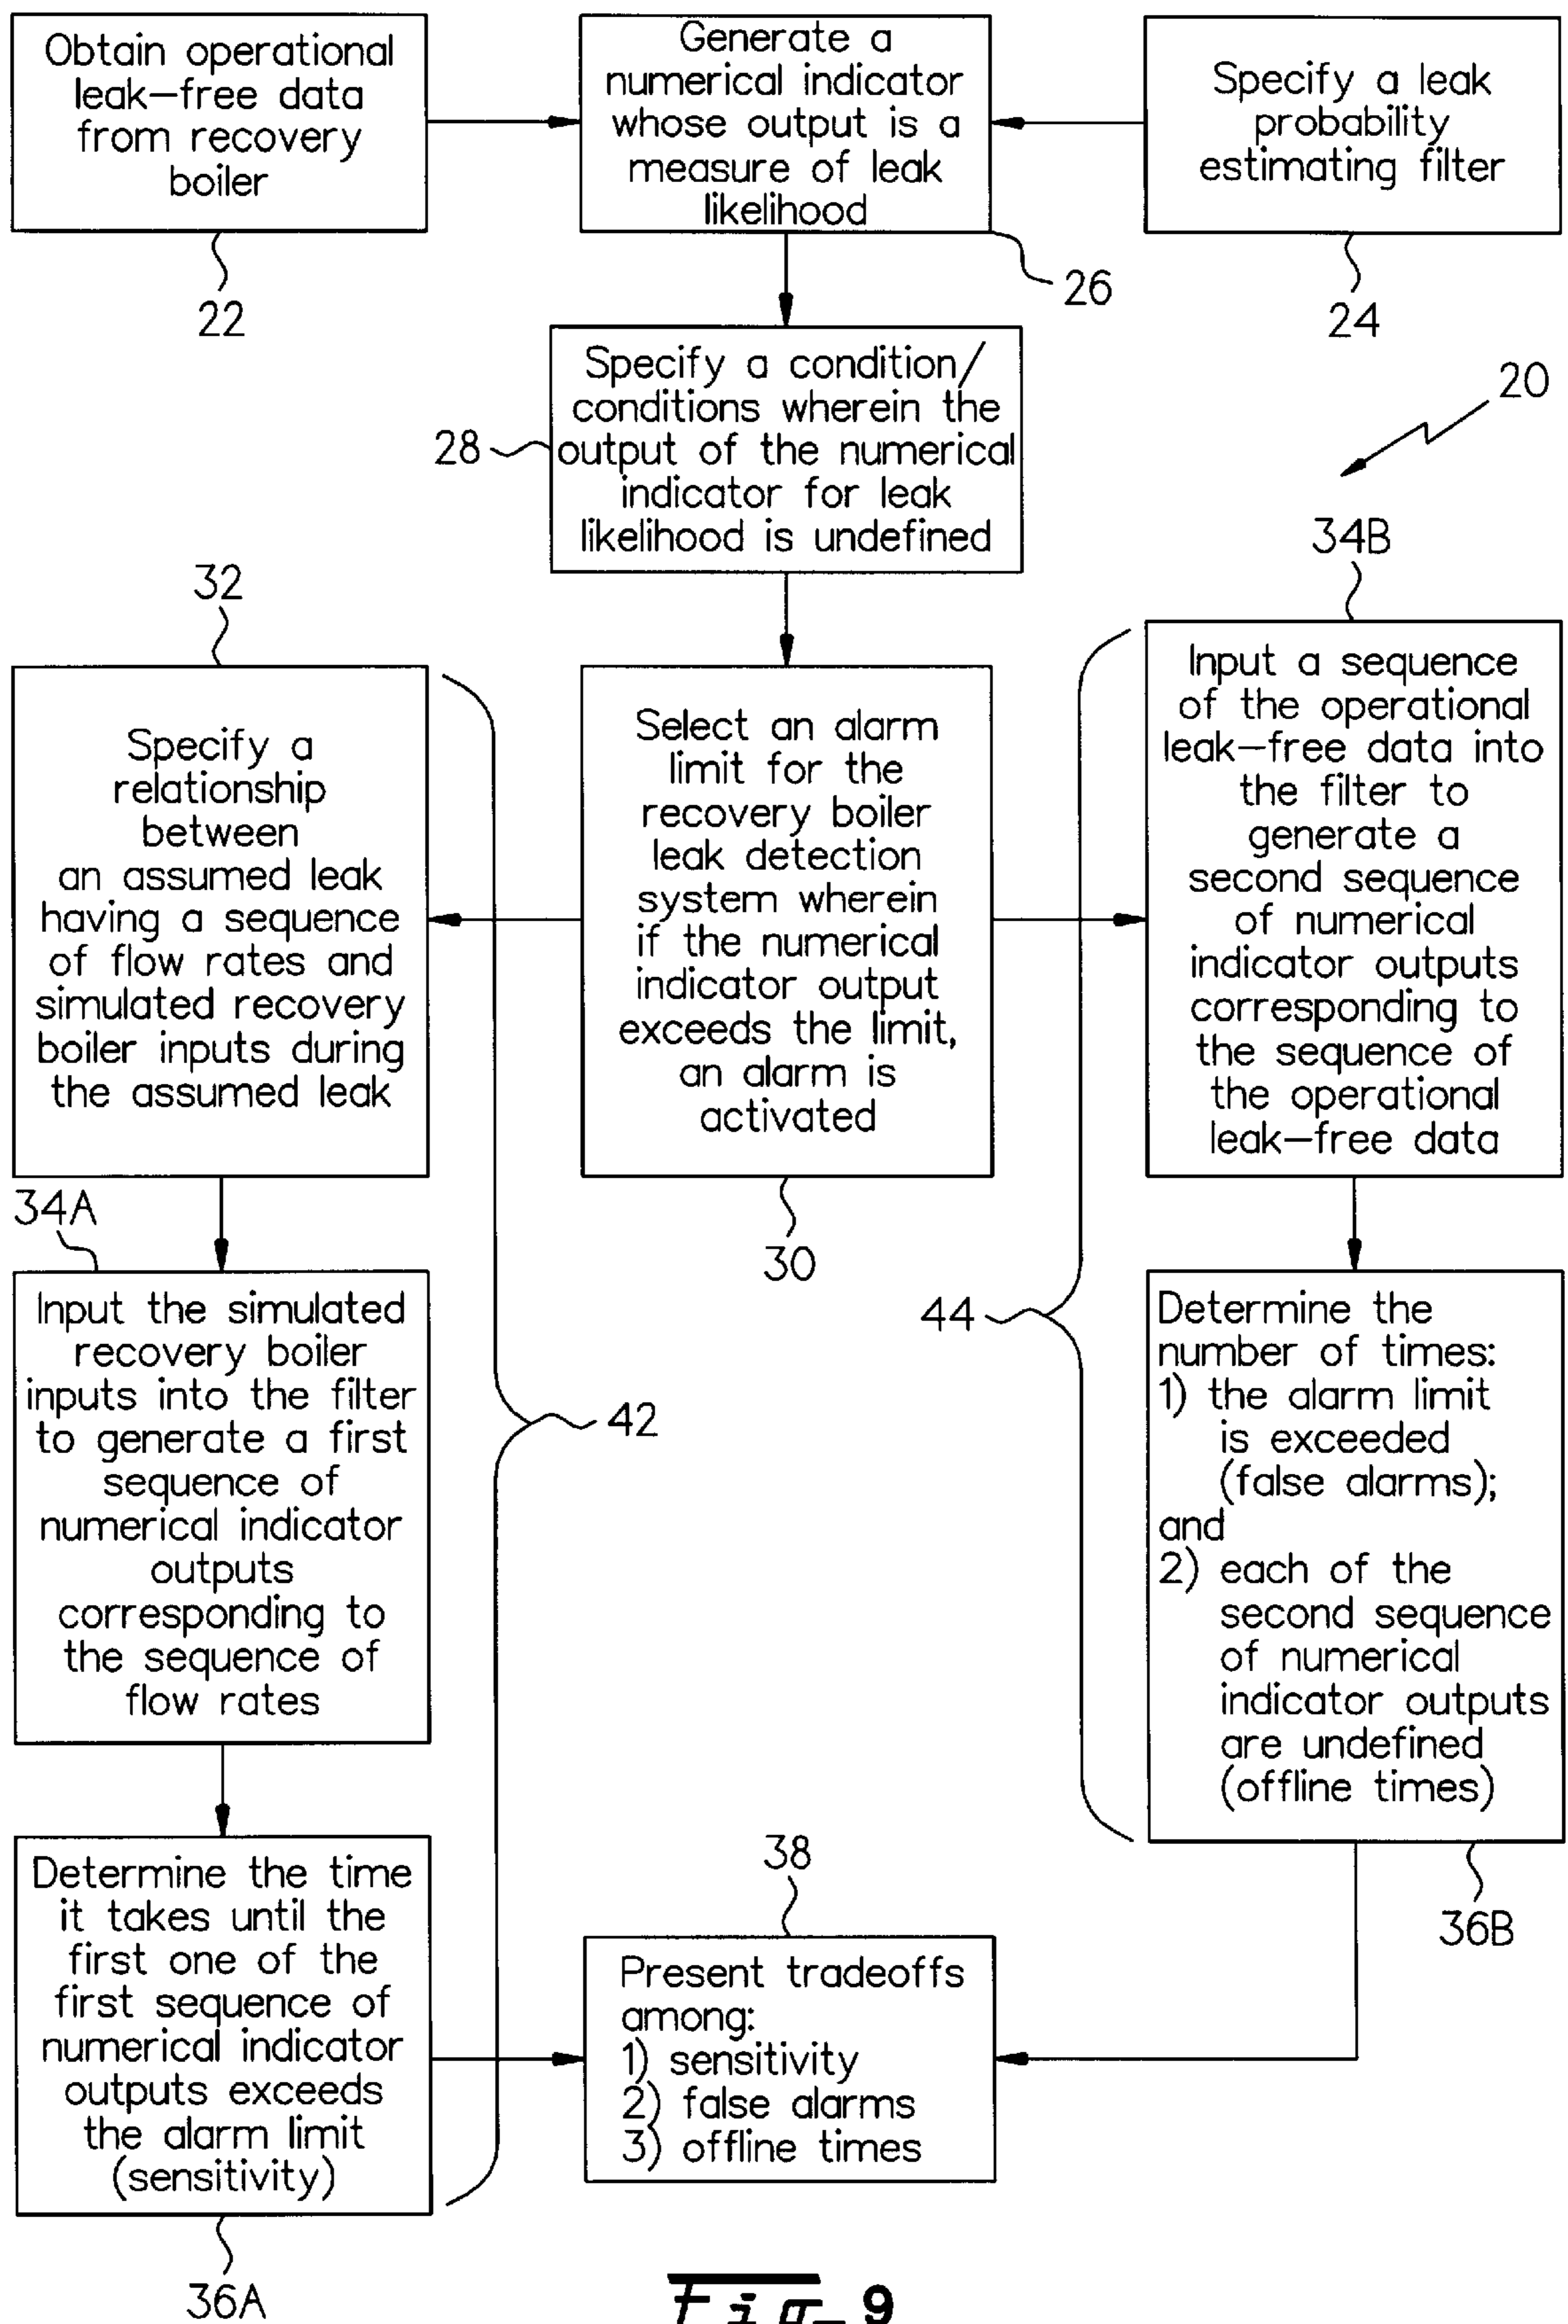 Obtain operational
leak-free data
from recovery
boiler
22
Generate a
numerical indicator
whose output is a
measure of leak
likelihood
26
Specify a leak
probability
estimating filter
24
20
Specify a condition/
conditions wherein the
output of the numerical
indicator for leak
likelihood is undefined
28
32
Specify a
relationship
between
an assumed leak
having a sequence
of flow rates and
simulated recovery
boiler inputs during
the assumed leak
Select an alarm
limit for the
recovery boiler
leak detection
system wherein
if the numerical
indicator output
exceeds the limit,
an alarm is
activated
30
34B
Input a sequence
of the operational
leak-free data into
the filter to
generate a
second sequence
of numerical
indicator outputs
corresponding to
the sequence of
the operational
leak-free data
34A
Input the simulated
recovery boiler
inputs into the filter
to generate a first
sequence of
numerical indicator
outputs
corresponding to
the sequence of
flow rates
42
44
Determine the
number of times:
1) the alarm limit
is exceeded
(false alarms);
and
2) each of the
second sequence
of numerical
indicator outputs
are undefined
(offline times)
36B
Determine the time
it takes until the
first one of the
first sequence of
numerical indicator
outputs exceeds
the alarm limit
(sensitivity)
36A
38
Present tradeoffs
among:
1) sensitivity
2) false alarms
3) offline times
Fig-9